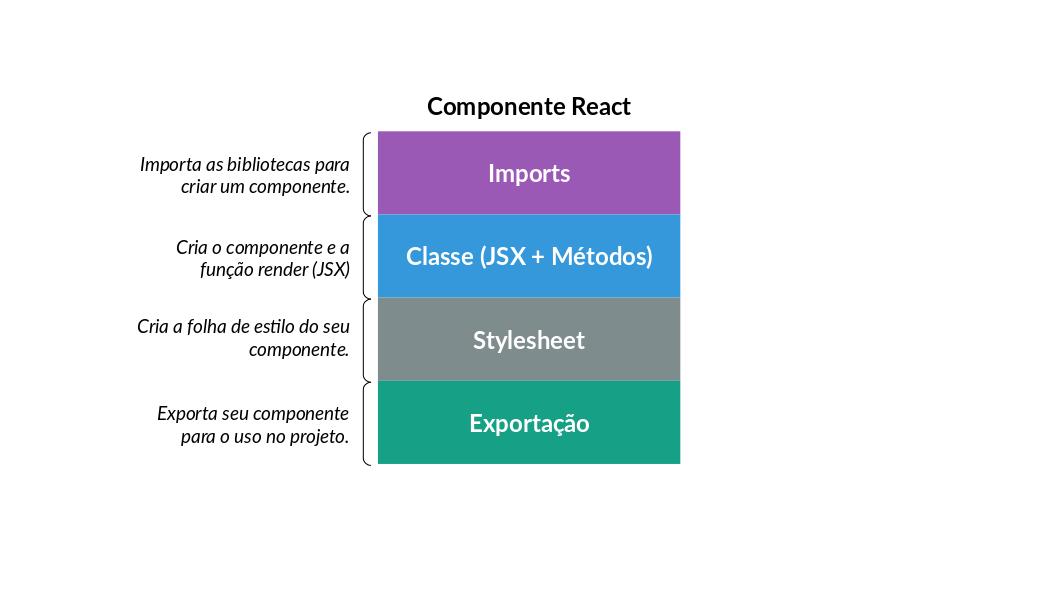 Componente React
Importa as bibliotecas para
criar um componente.
Imports
Cria o componente e a
função render (JSX)
Classe (JSX + Métodos)
Cria a folha de estilo do seu
componente.
Stylesheet
Exporta seu componente
para o uso no projeto.
Exportação